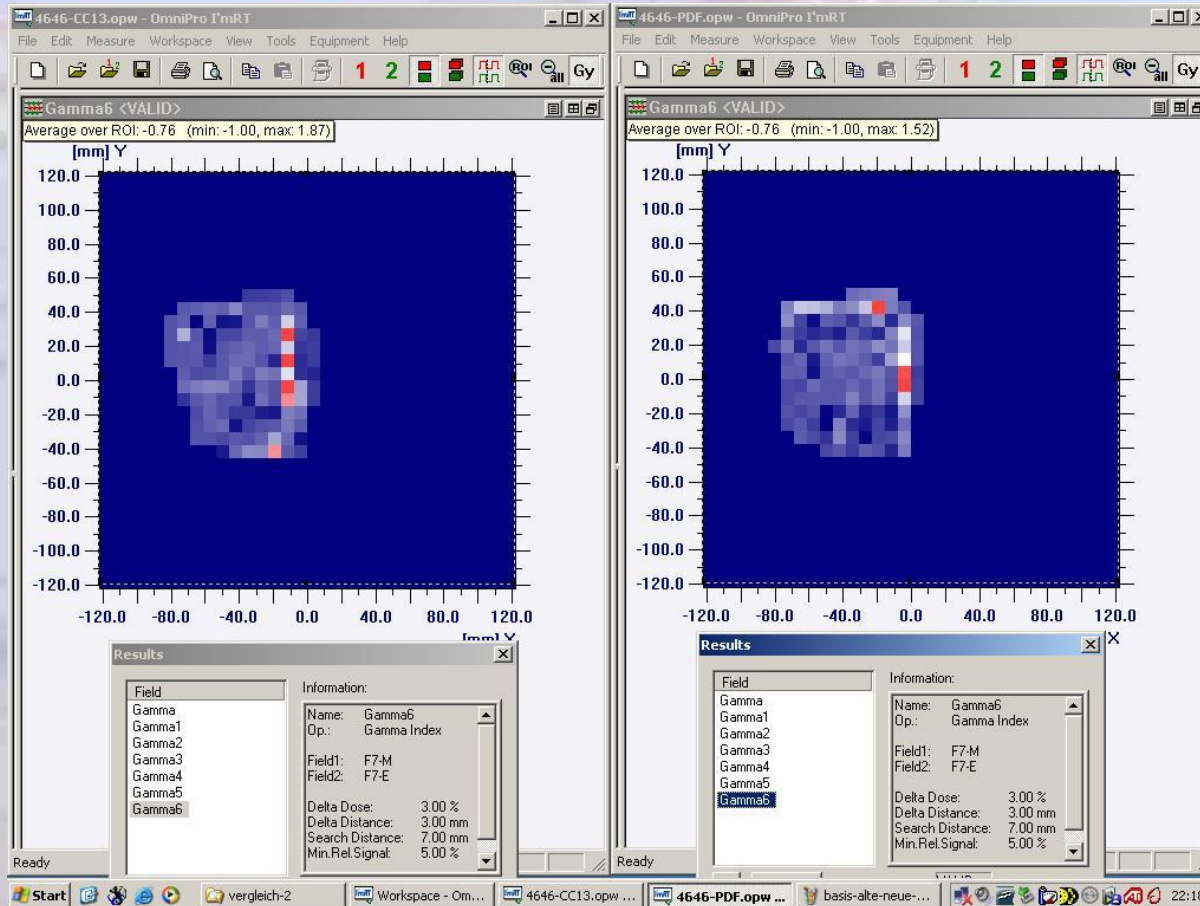 4646-CC13.opw - OmniPro I'mRT
File Edit Measure Workspace View Tools Equipment Help
1 2 ROI All Gy
Gamma6 <VALID>
Average over ROI: -0.76 (min: -1.00, max: 1.87)
[mm] Y
120.0
100.0
80.0
60.0
40.0
20.0
0.0
-20.0
-40.0
-60.0
-80.0
-100.0
-120.0
-120.0 -80.0 -40.0 0.0 40.0 80.0 120.0
[mm] X
Results
Field
Gamma
Gamma1
Gamma2
Gamma3
Gamma4
Gamma5
Gamma6
Information:
Name: Gamma6
Op.: Gamma Index
Field1: F7-M
Field2: F7-E
Delta Dose: 3.00 %
Delta Distance: 3.00 mm
Search Distance: 7.00 mm
Min.Rel.Signal: 5.00 %
Ready
4646-PDF.opw - OmniPro I'mRT
File Edit Measure Workspace View Tools Equipment Help
1 2 ROI All Gy
Gamma6 <VALID>
Average over ROI: -0.76 (min: -1.00, max: 1.52)
[mm] Y
120.0
100.0
80.0
60.0
40.0
20.0
0.0
-20.0
-40.0
-60.0
-80.0
-100.0
-120.0
-120.0 -80.0 -40.0 0.0 40.0 80.0 120.0
X
Results
Field
Gamma
Gamma1
Gamma2
Gamma3
Gamma4
Gamma5
Gamma6
Information:
Name: Gamma6
Op.: Gamma Index
Field1: F7-M
Field2: F7-E
Delta Dose: 3.00 %
Delta Distance: 3.00 mm
Search Distance: 7.00 mm
Min.Rel.Signal: 5.00 %
Ready
Start vergleich-2 Workspace - Om... 4646-CC13.opw ... 4646-PDF.opw ... basis-alte-neue-... 22:18